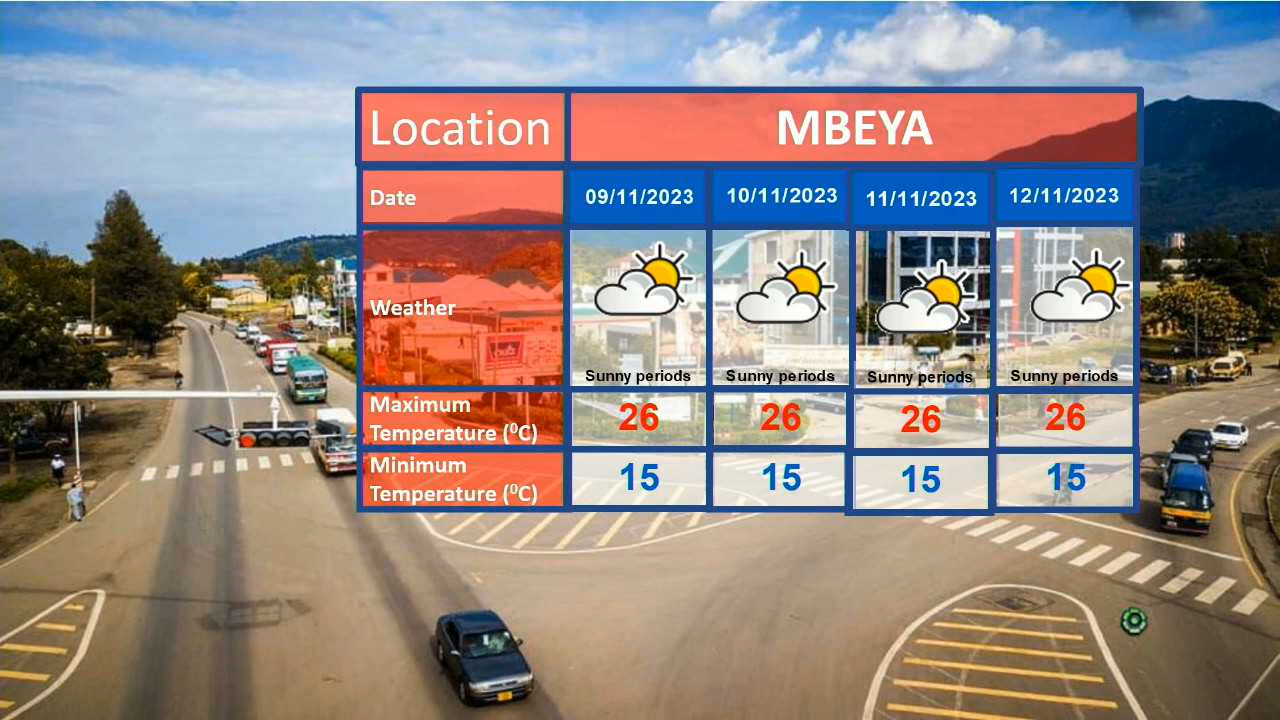 Location MBEYA
Date 09/11/2023 10/11/2023 11/11/2023 12/11/2023
Weather
Sunny periods Sunny periods Sunny periods Sunny periods
Maximum
Temperature (⁰C) 26 26 26 26
Minimum
Temperature (⁰C) 15 15 15 15